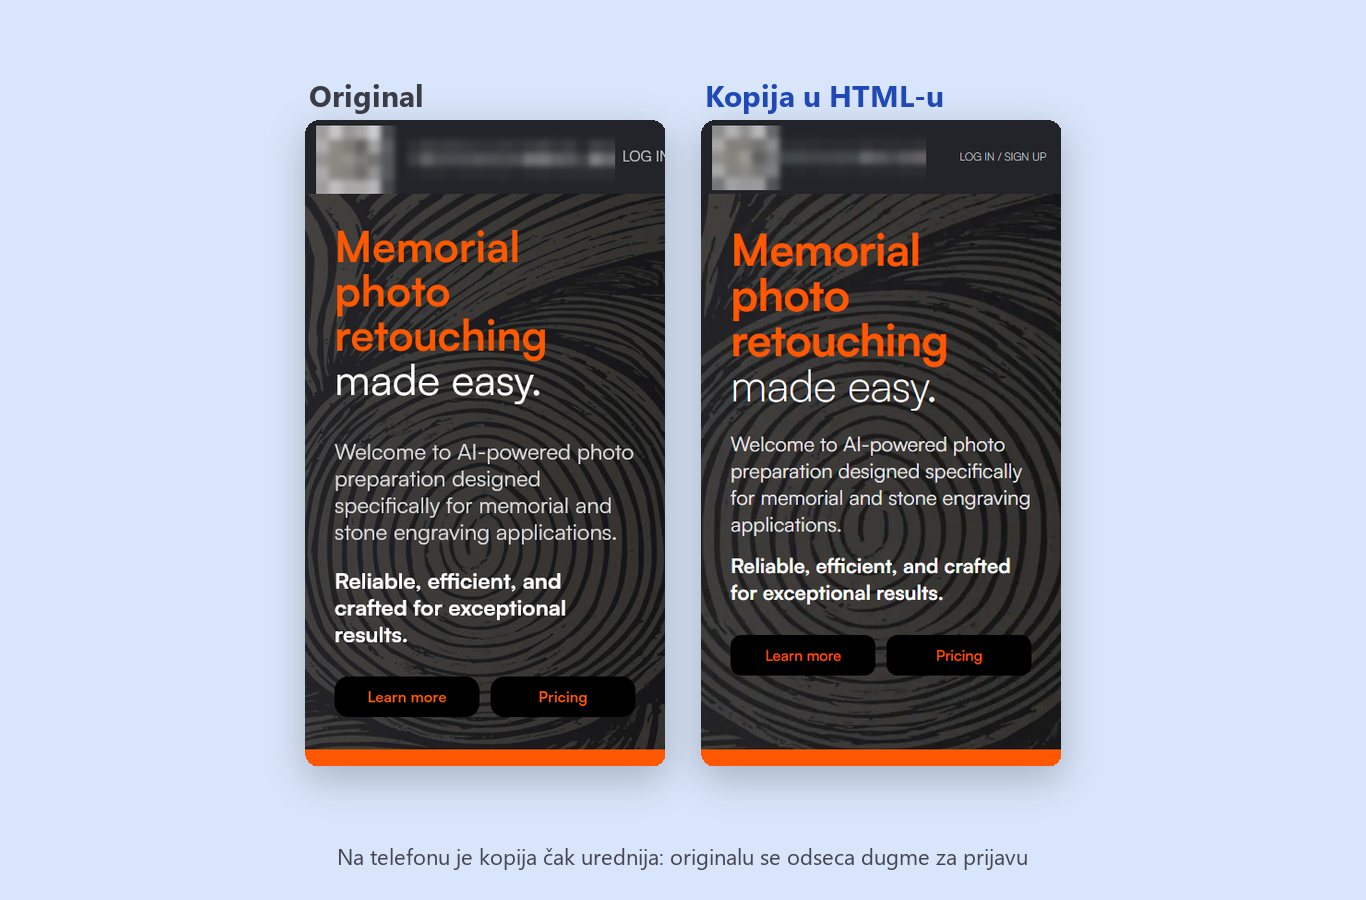 Original
LOG IN
Memorial
photo
retouching
made easy.
Welcome to AI-powered photo
preparation designed
specifically for memorial and
stone engraving applications.
Reliable, efficient, and
crafted for exceptional
results.
Learn more
Pricing
Kopija u HTML-u
LOG IN / SIGN UP
Memorial
photo
retouching
made easy.
Welcome to AI-powered photo
preparation designed specifically
for memorial and stone engraving
applications.
Reliable, efficient, and crafted
for exceptional results.
Learn more
Pricing
Na telefonu je kopija čak urednija: originalu se odseca dugme za prijavu